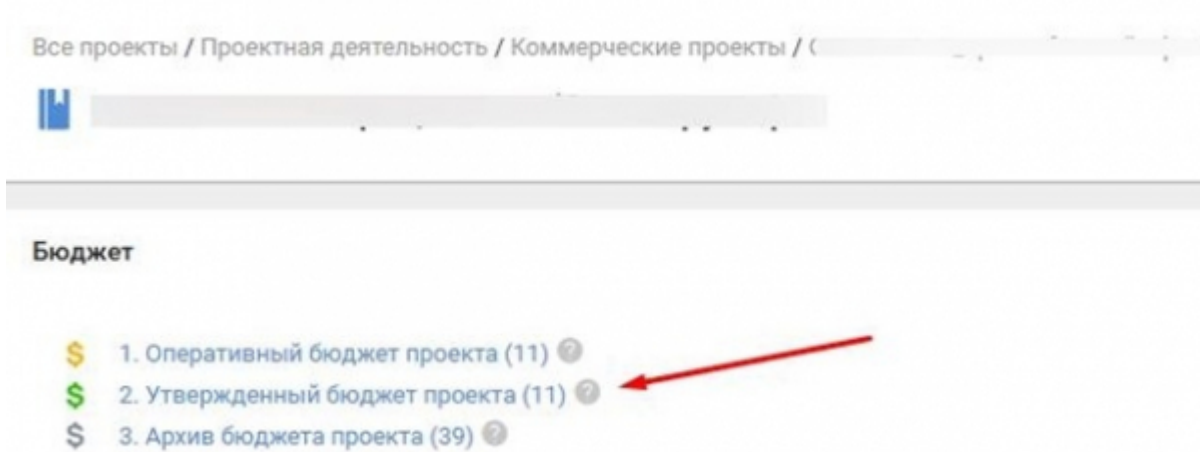 Все проекты / Проектная деятельность / Коммерческие проекты /
Бюджет
$ 1. Оперативный бюджет проекта (11) ?
$ 2. Утвержденный бюджет проекта (11) ?
$ 3. Архив бюджета проекта (39) ?